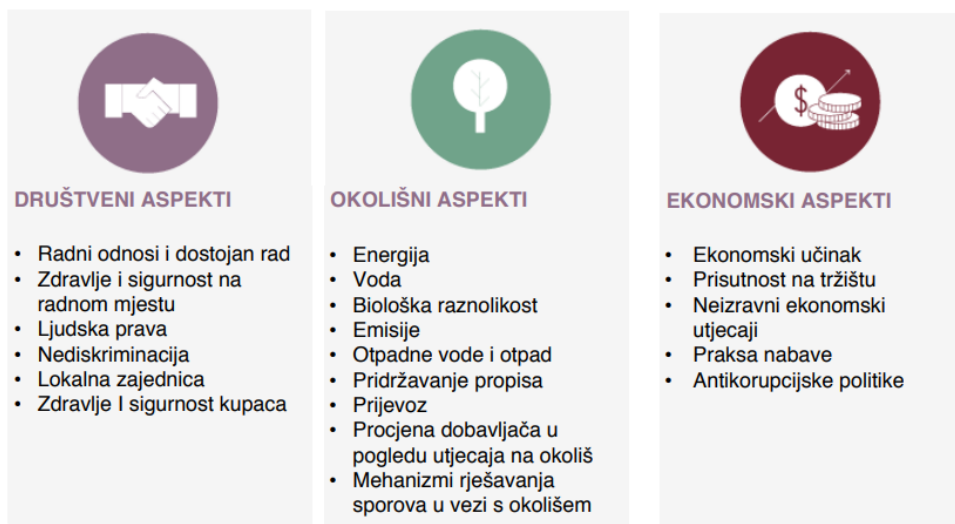 DRUŠTVENI ASPEKTI
• Radni odnosi i dostojan rad
• Zdravlje i sigurnost na
radnom mjestu
• Ljudska prava
• Nediskriminacija
• Lokalna zajednica
• Zdravlje I sigurnost kupaca
OKOLIŠNI ASPEKTI
• Energija
• Voda
• Biološka raznolikost
• Emisije
• Otpadne vode i otpad
• Pridržavanje propisa
• Prijevoz
• Procjena dobavljača u
pogledu utjecaja na okoliš
• Mehanizmi rješavanja
sporova u vezi s okolišem
$
EKONOMSKI ASPEKTI
• Ekonomski učinak
• Prisutnost na tržištu
• Neizravni ekonomski
utjecaji
• Praksa nabave
• Antikorupcijske politike